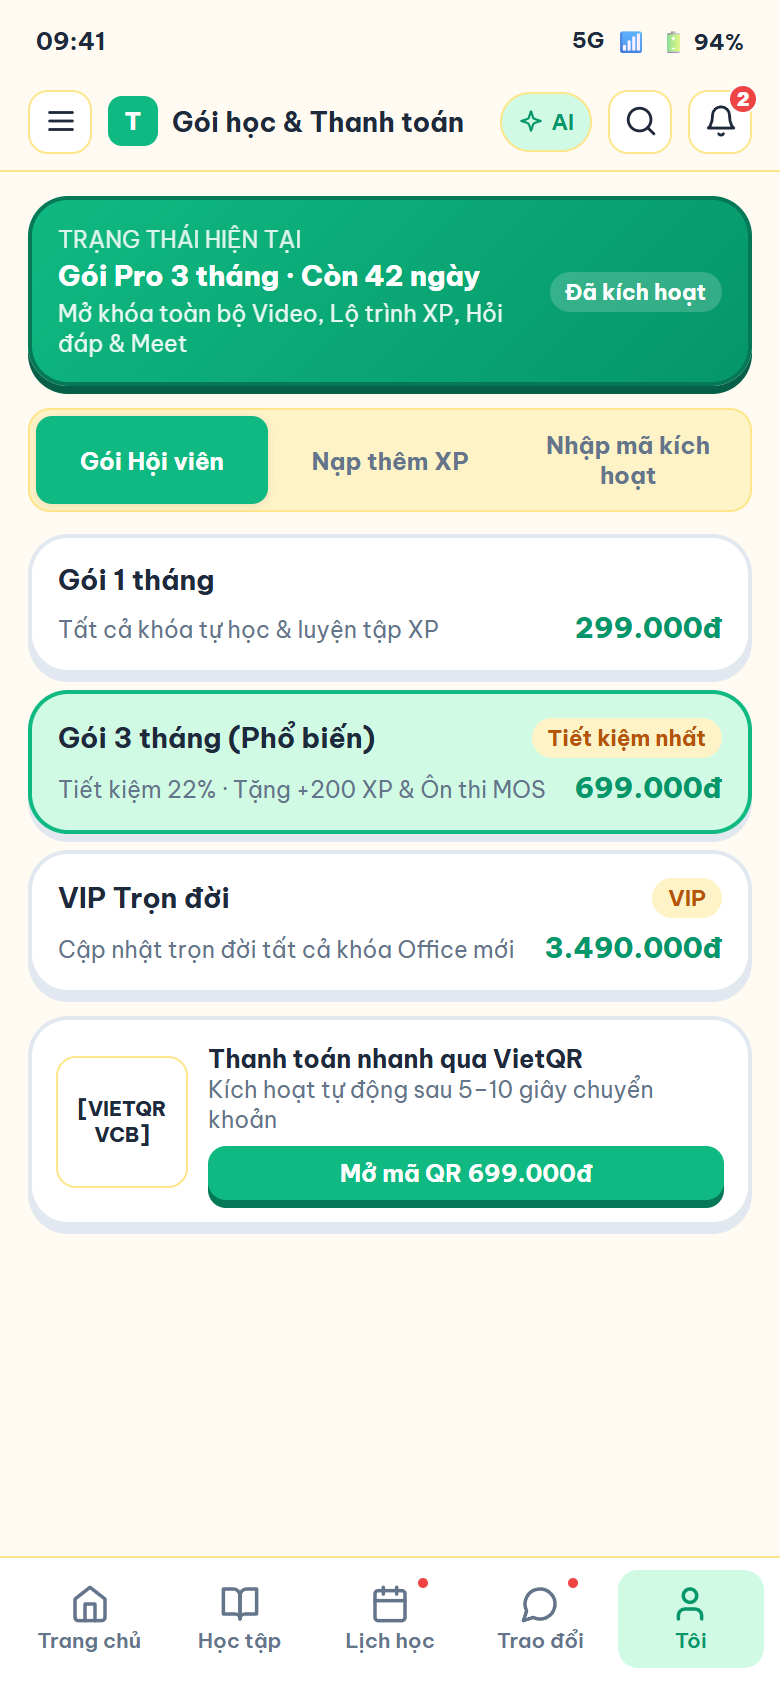 09:41
5G 94%
T Gói học & Thanh toán
AI
2
TRẠNG THÁI HIỆN TẠI
Gói Pro 3 tháng · Còn 42 ngày
Mở khóa toàn bộ Video, Lộ trình XP, Hỏi
đáp & Meet
Đã kích hoạt
Gói Hội viên
Nạp thêm XP
Nhập mã kích
hoạt
Gói 1 tháng
Tất cả khóa tự học & luyện tập XP
299.000đ
Gói 3 tháng (Phổ biến)
Tiết kiệm nhất
Tiết kiệm 22% · Tặng +200 XP & Ôn thi MOS
699.000đ
VIP Trọn đời
VIP
Cập nhật trọn đời tất cả khóa Office mới
3.490.000đ
[VIETQR
VCB]
Thanh toán nhanh qua VietQR
Kích hoạt tự động sau 5–10 giây chuyển
khoản
Mở mã QR 699.000đ
Trang chủ
Học tập
Lịch học
Trao đổi
Tôi